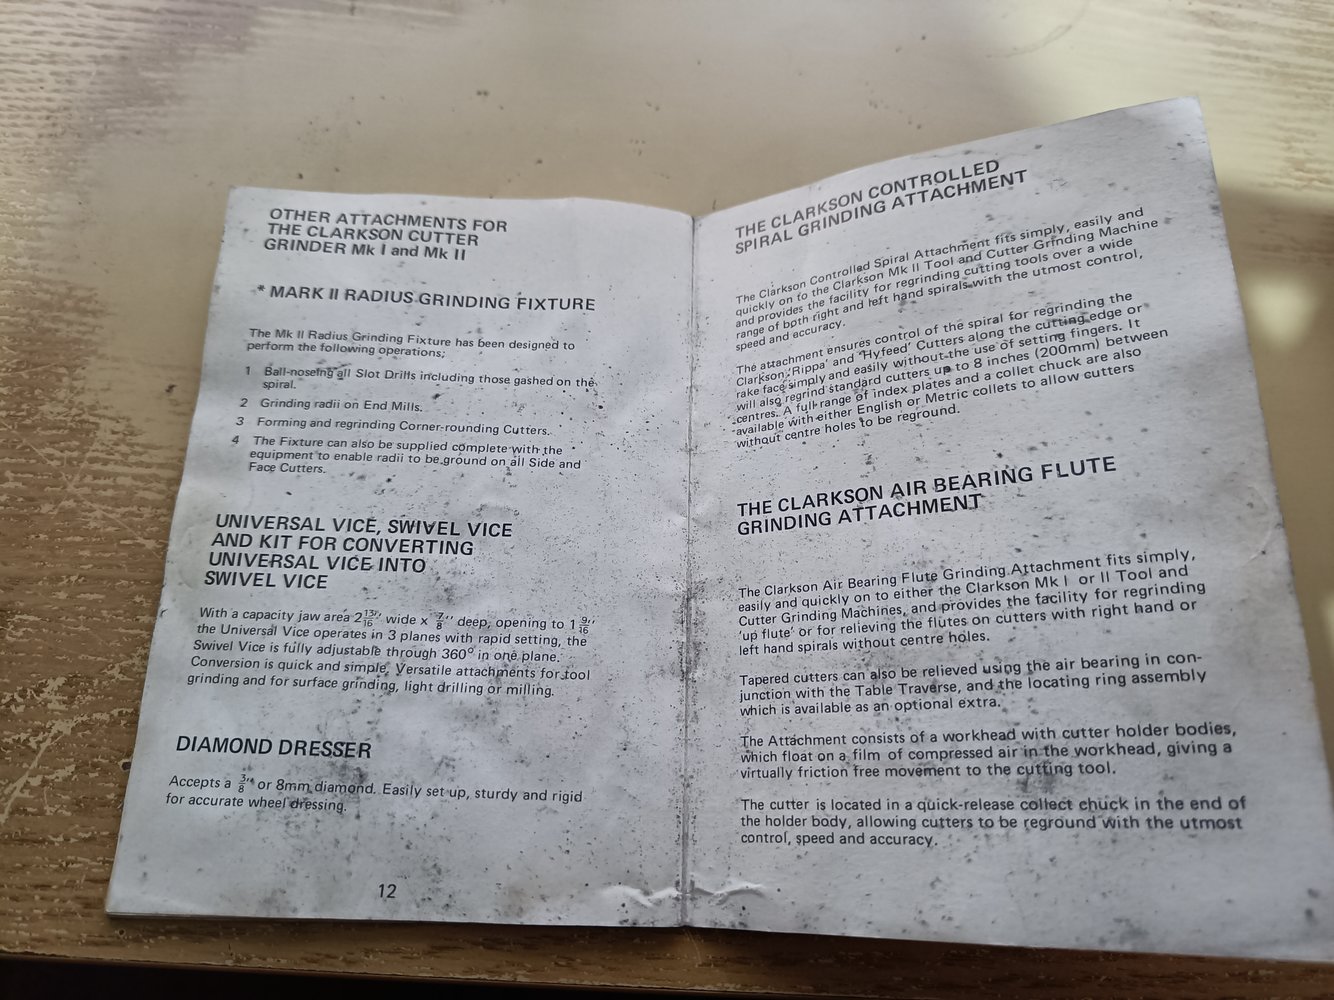 OTHER ATTACHMENTS FOR
THE CLARKSON CUTTER
GRINDER Mk I and Mk II
* MARK II RADIUS GRINDING FIXTURE
The Mk II Radius Grinding Fixture has been designed to
perform the following operations;
1 Ball-noseing all Slot Drills including those gashed on the
spiral.
2 Grinding radii on End Mills.
3 Forming and regrinding Corner-rounding Cutters.
4 The Fixture can also be supplied complete with the
equipment to enable radii to be ground on all Side and
Face Cutters.
UNIVERSAL VICE, SWIVEL VICE
AND KIT FOR CONVERTING
UNIVERSAL VICE INTO
SWIVEL VICE
With a capacity jaw area 2 13/16" wide x 7/8" deep, opening to 1 9/16"
the Universal Vice operates in 3 planes with rapid setting, the
Swivel Vice is fully adjustable through 360° in one plane.
Conversion is quick and simple. Versatile attachments for tool
grinding and for surface grinding, light drilling or milling.
DIAMOND DRESSER
Accepts a 3/8" or 8mm diamond. Easily set up, sturdy and rigid
for accurate wheel dressing.
12
THE CLARKSON CONTROLLED
SPIRAL GRINDING ATTACHMENT
The Clarkson Controlled Spiral Attachment fits simply, easily and
quickly on to the Clarkson Mk II Tool and Cutter Grinding Machine
and provides the facility for regrinding cutting tools over a wide
range of both right and left hand spirals with the utmost control,
speed and accuracy.
The attachment ensures control of the spiral for regrinding the
Clarkson 'Rippa' and 'Hyfeed' Cutters along the cutting edge or
rake face simply and easily without the use of setting fingers. It
will also regrind standard cutters up to 8 inches (200mm) between
centres. A full range of index plates and a collet chuck are also
available with either English or Metric collets to allow cutters
without centre holes to be reground.
THE CLARKSON AIR BEARING FLUTE
GRINDING ATTACHMENT
The Clarkson Air Bearing Flute Grinding Attachment fits simply,
easily and quickly on to either the Clarkson Mk I or II Tool and
Cutter Grinding Machines, and provides the facility for regrinding
'up flute' or for relieving the flutes on cutters with right hand or
left hand spirals without centre holes.
Tapered cutters can also be relieved using the air bearing in con-
junction with the Table Traverse, and the locating ring assembly
which is available as an optional extra.
The Attachment consists of a workhead with cutter holder bodies,
which float on a film of compressed air in the workhead, giving a
virtually friction free movement to the cutting tool.
The cutter is located in a quick-release collect chuck in the end of
the holder body, allowing cutters to be reground with the utmost
control, speed and accuracy.